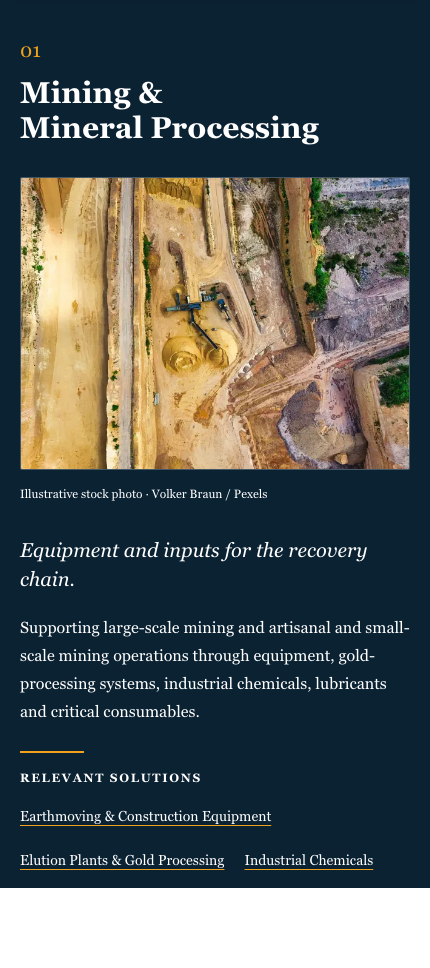 01
Mining &
Mineral Processing
Illustrative stock photo · Volker Braun / Pexels
Equipment and inputs for the recovery
chain.
Supporting large-scale mining and artisanal and small-
scale mining operations through equipment, gold-
processing systems, industrial chemicals, lubricants
and critical consumables.
RELEVANT SOLUTIONS
Earthmoving & Construction Equipment
Elution Plants & Gold Processing Industrial Chemicals